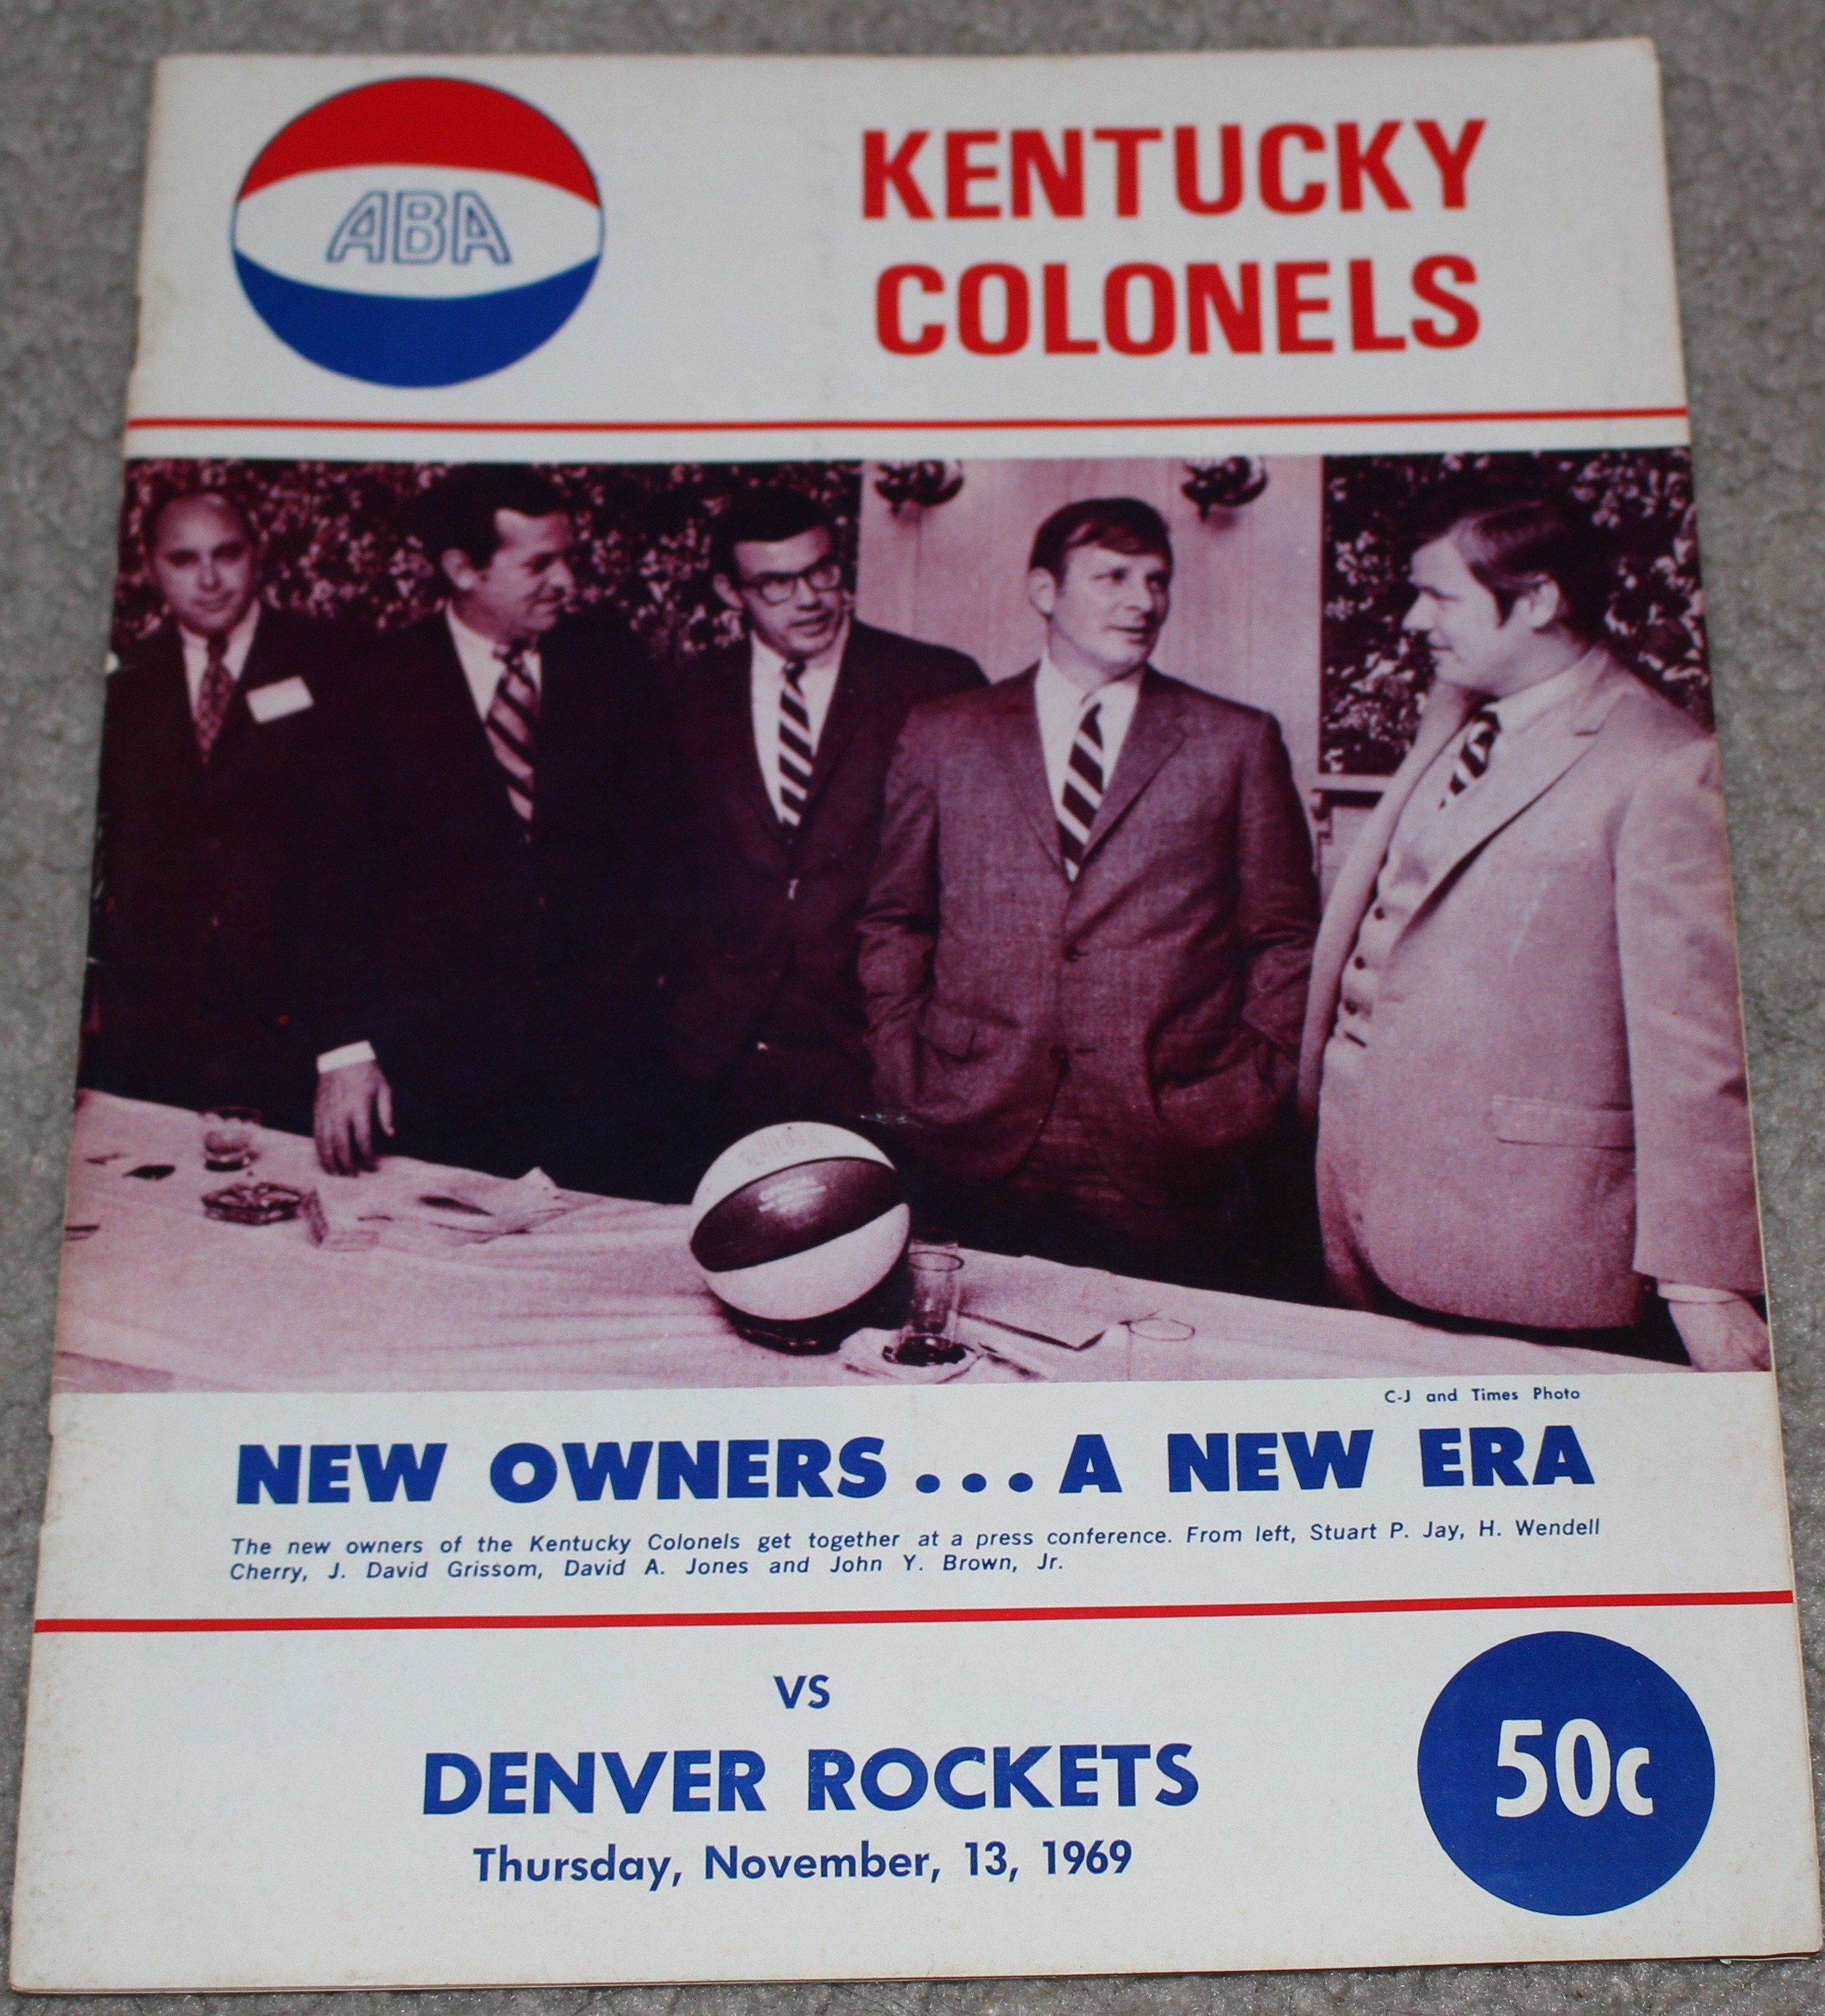 ABA
KENTUCKY
COLONELS
C-J and Times Photo
NEW OWNERS...A NEW ERA
The new owners of the Kentucky Colonels get together at a press conference. From left, Stuart P. Jay, H. Wendell
Cherry, J. David Grissom, David A. Jones and John Y. Brown, Jr.
VS
DENVER ROCKETS
Thursday, November, 13, 1969
50c